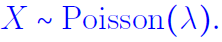 X ~ Poisson(λ).